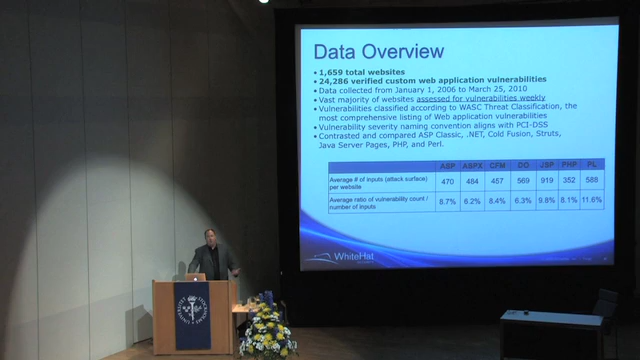 Data Overview
• 1,659 total websites
• 24,286 verified custom web application vulnerabilities
• Data collected from January 1, 2006 to March 25, 2010
• Vast majority of websites assessed for vulnerabilities weekly
• Vulnerabilities classified according to WASC Threat Classification, the
most comprehensive listing of Web application vulnerabilities
• Vulnerability severity naming convention aligns with PCI-DSS
• Contrasted and compared ASP Classic, .NET, Cold Fusion, Struts,
Java Server Pages, PHP, and Perl.
ASP ASPX CFM DO JSP PHP PL
Average # of inputs (attack surface)
per website
470 484 457 569 919 352 588
Average ratio of vulnerability count /
number of inputs
8.7% 6.2% 8.4% 6.3% 9.8% 8.1% 11.6%
WhiteHat